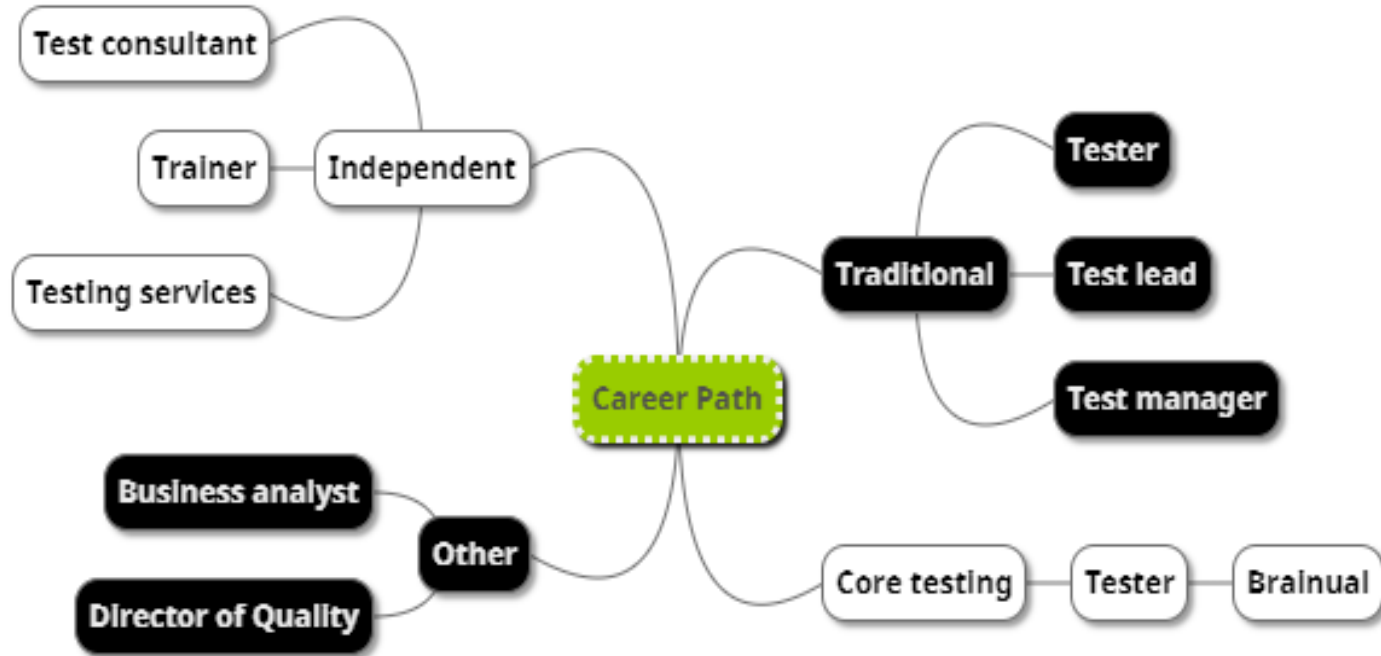 Test consultant
Trainer
Independent
Testing services
Tester
Traditional
Test lead
Test manager
Career Path
Business analyst
Other
Director of Quality
Core testing
Tester
Brainual